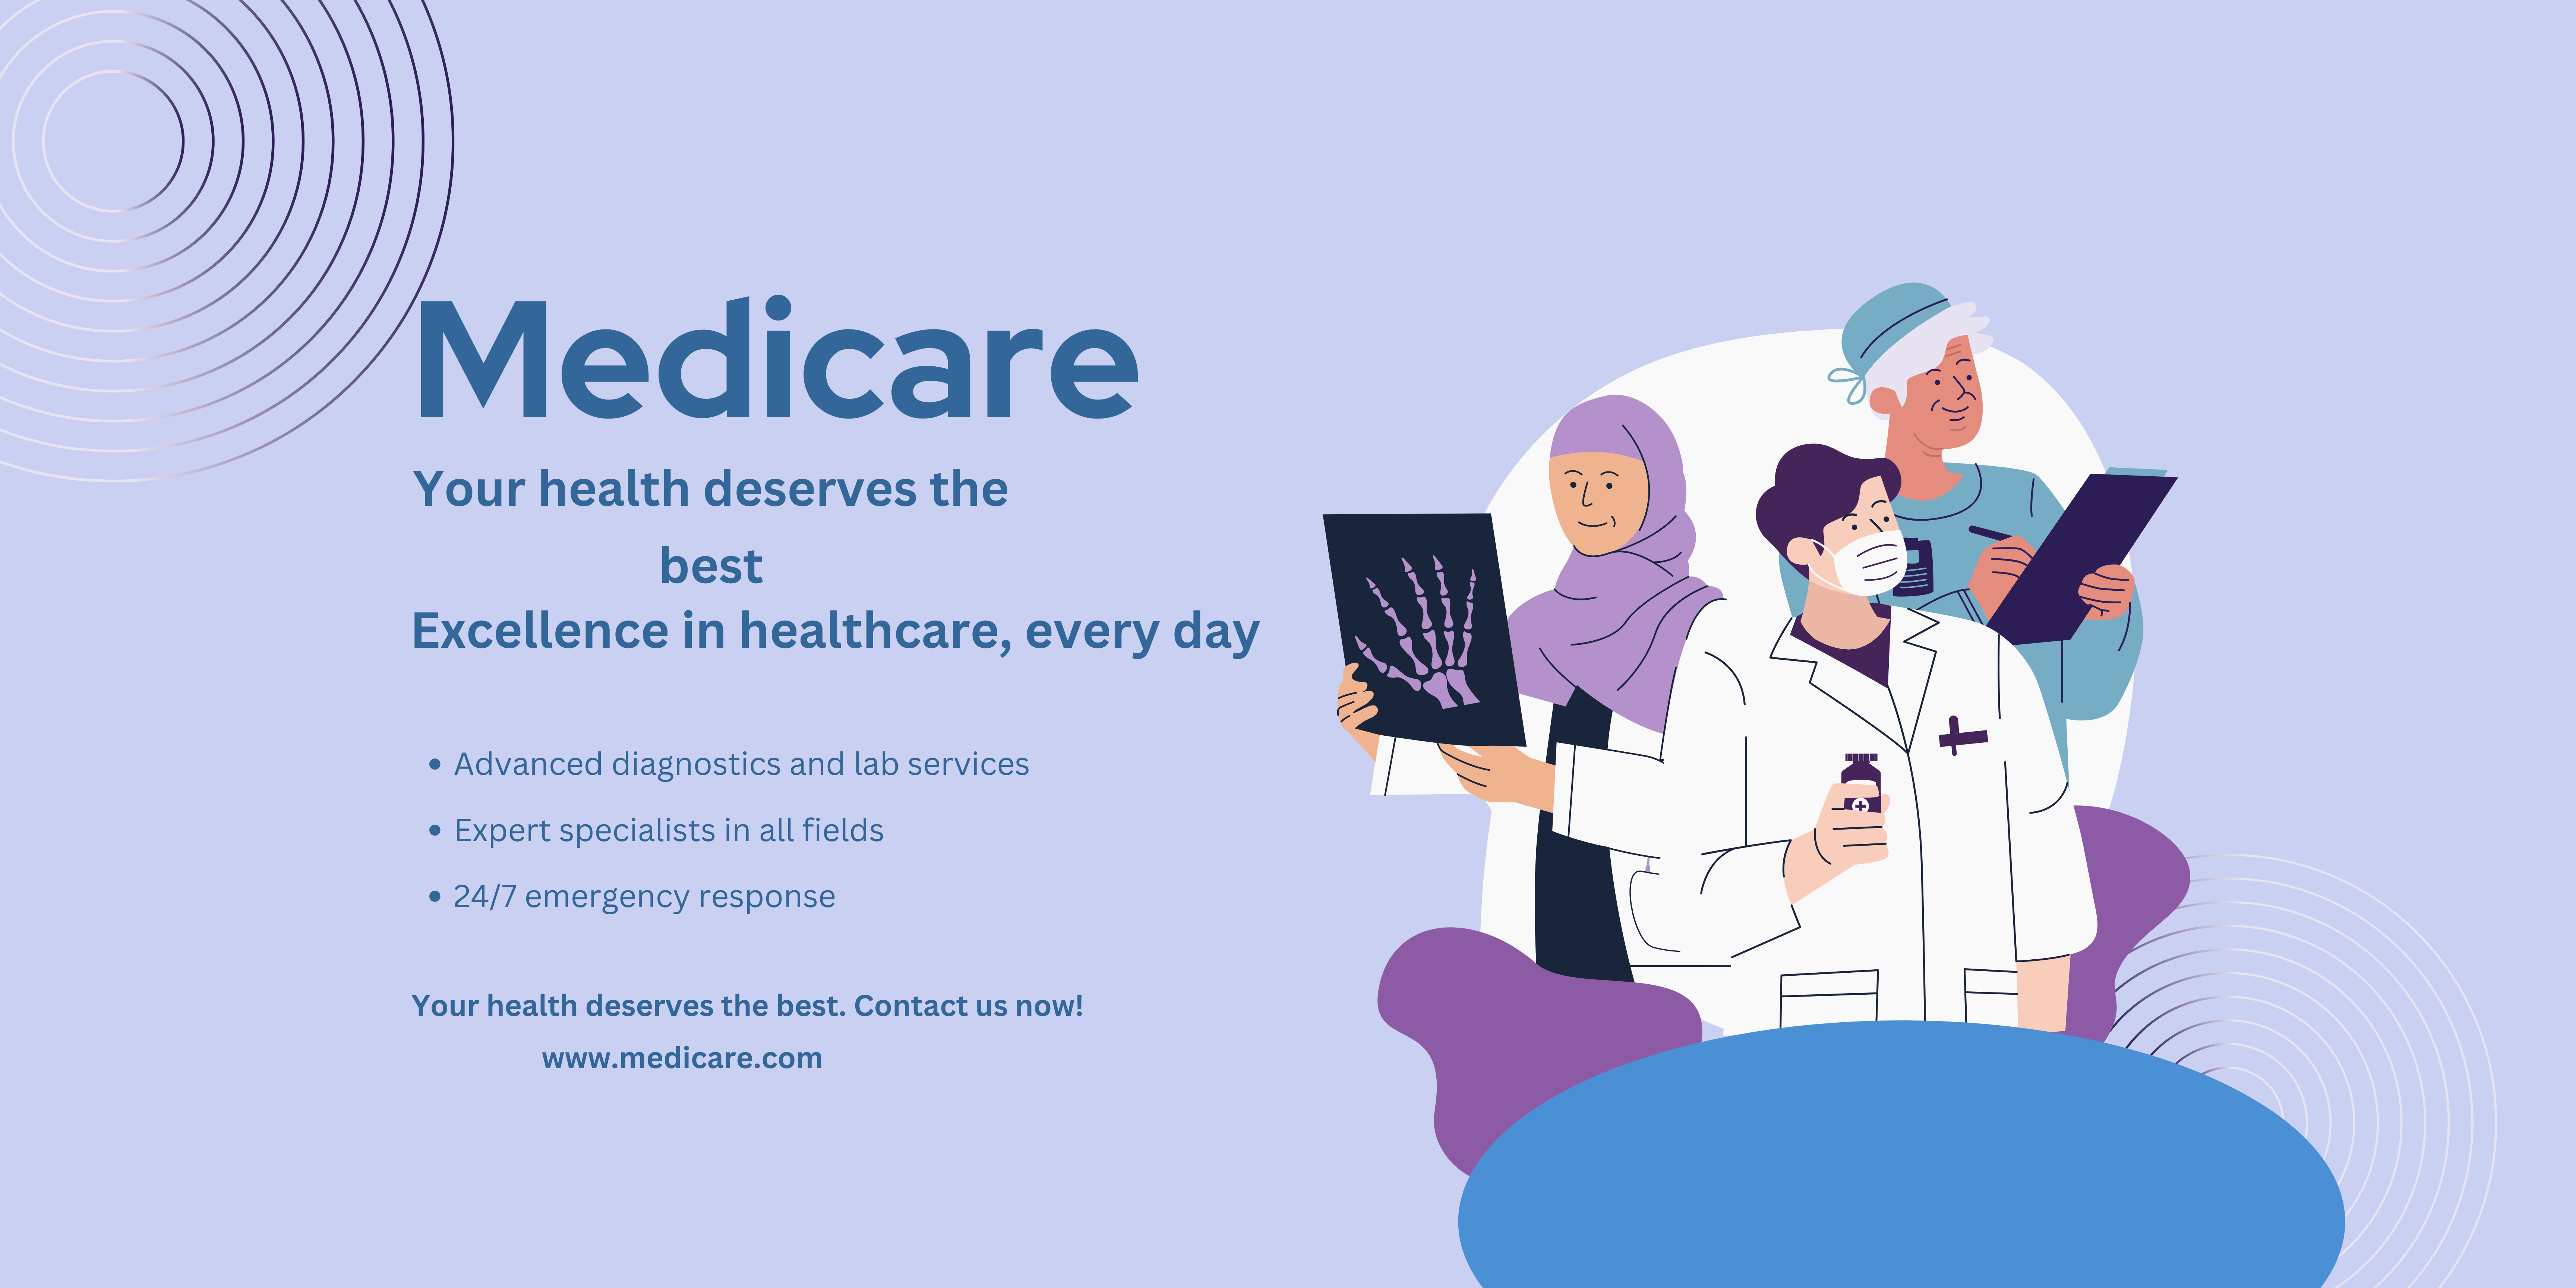 Medicare
Your health deserves the
best
Excellence in healthcare, every day
• Advanced diagnostics and lab services
• Expert specialists in all fields
• 24/7 emergency response
Your health deserves the best. Contact us now!
www.medicare.com